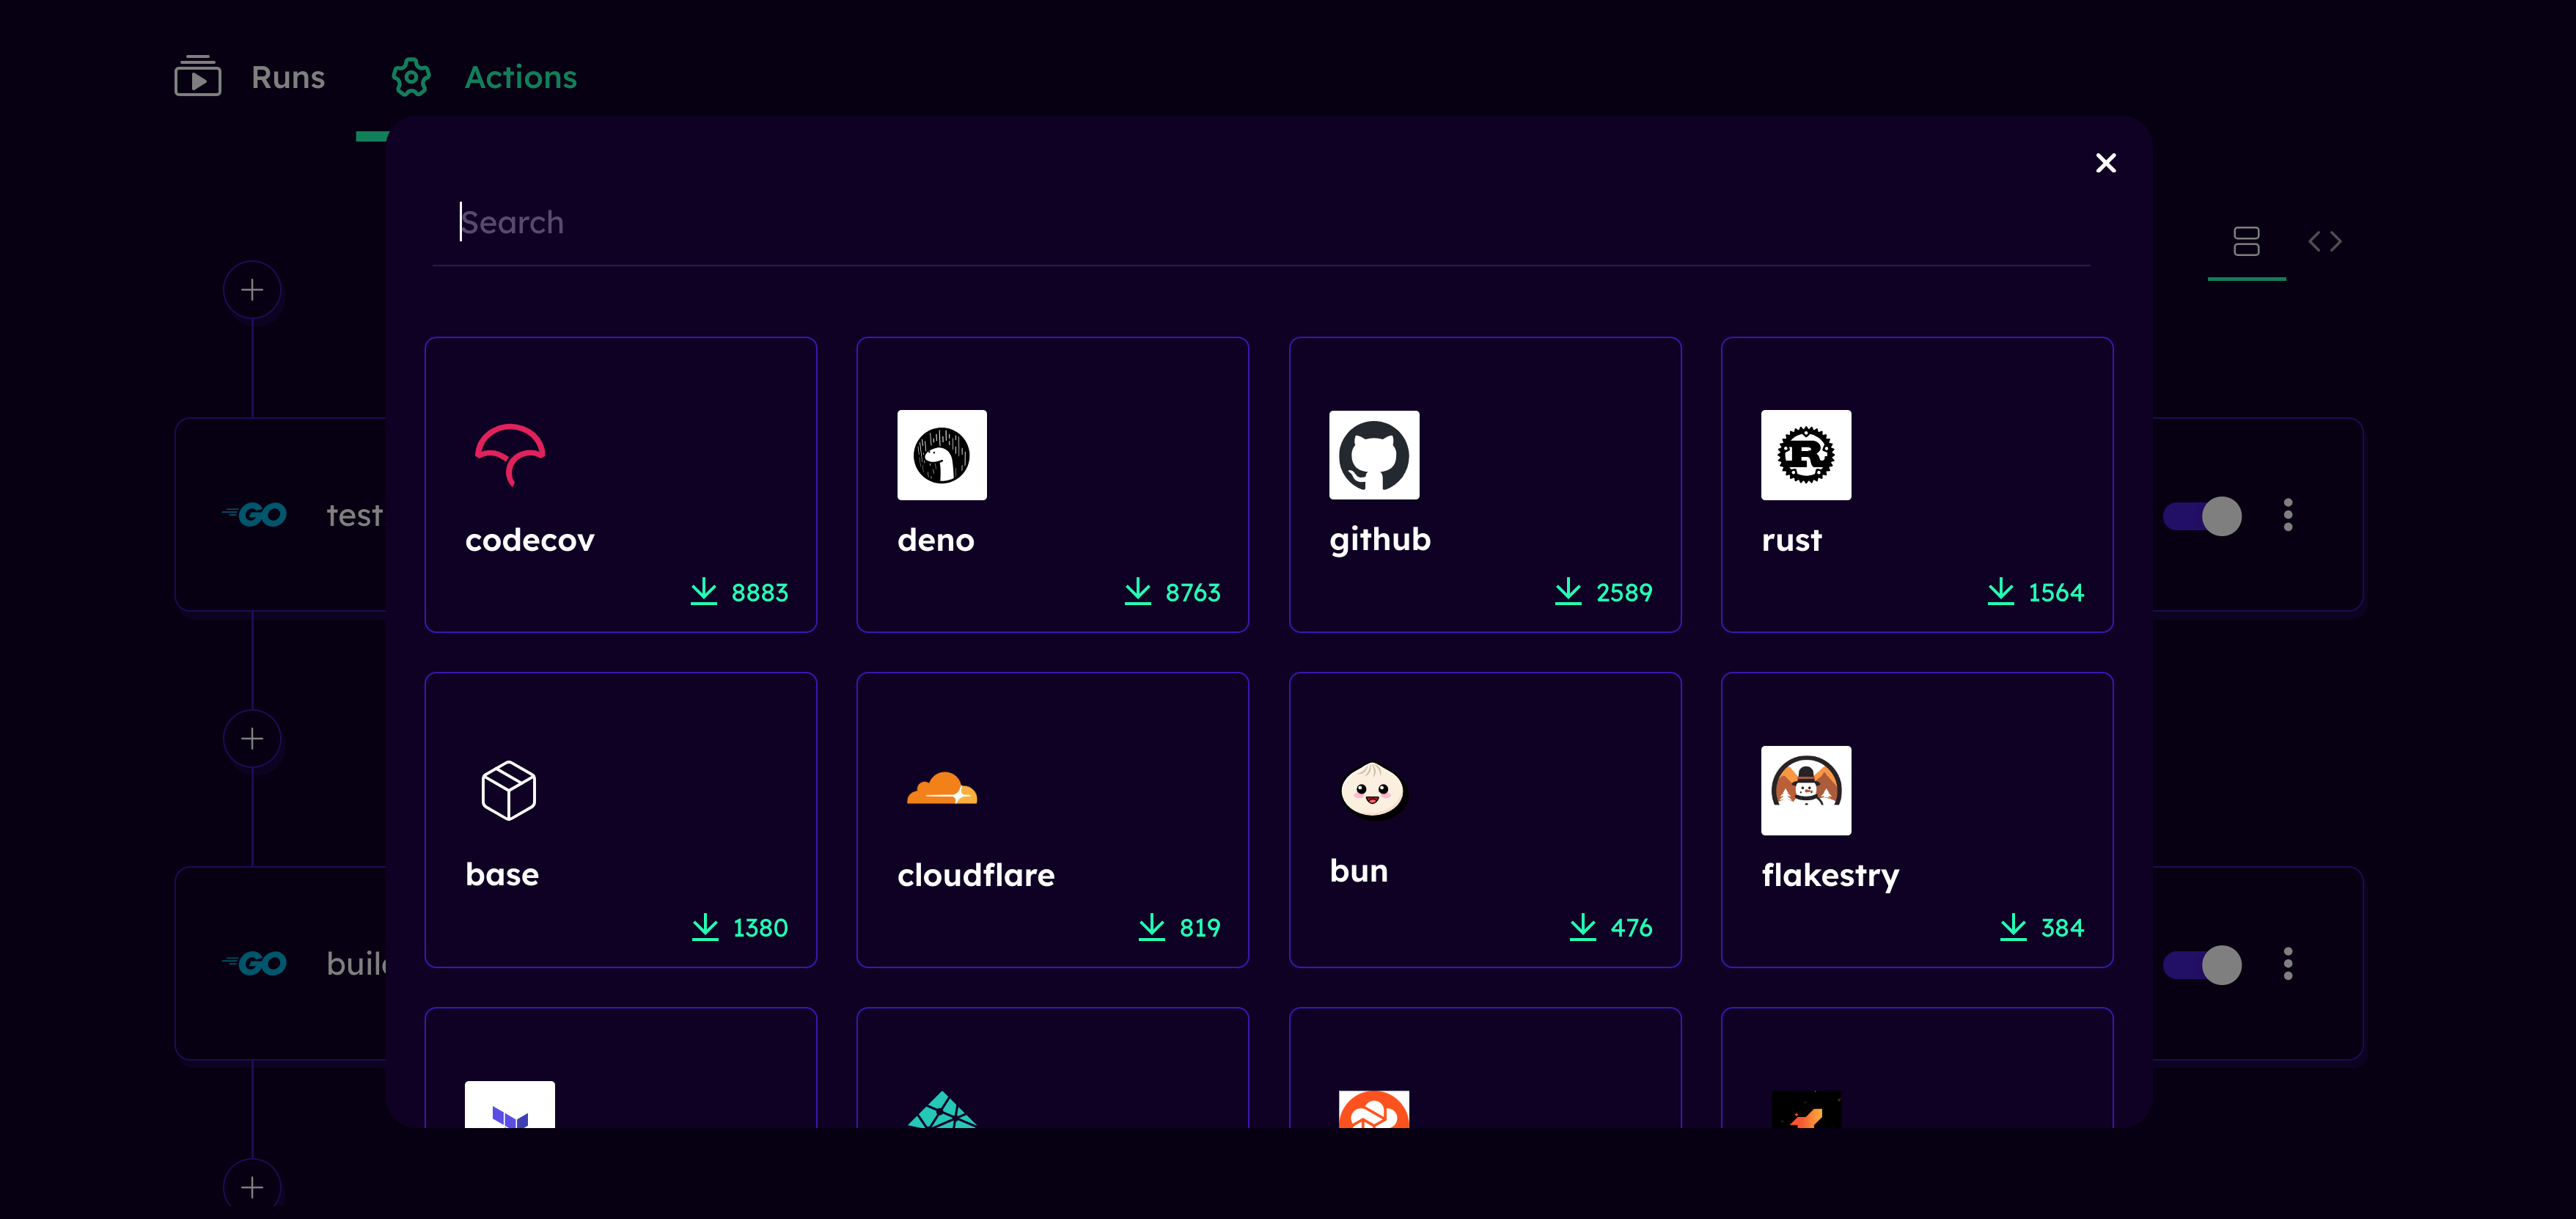 Runs
Actions
Search
GO
test
codecov
8883
deno
8763
github
2589
R
rust
1564
base
1380
cloudflare
819
bun
476
flakestry
384
GO